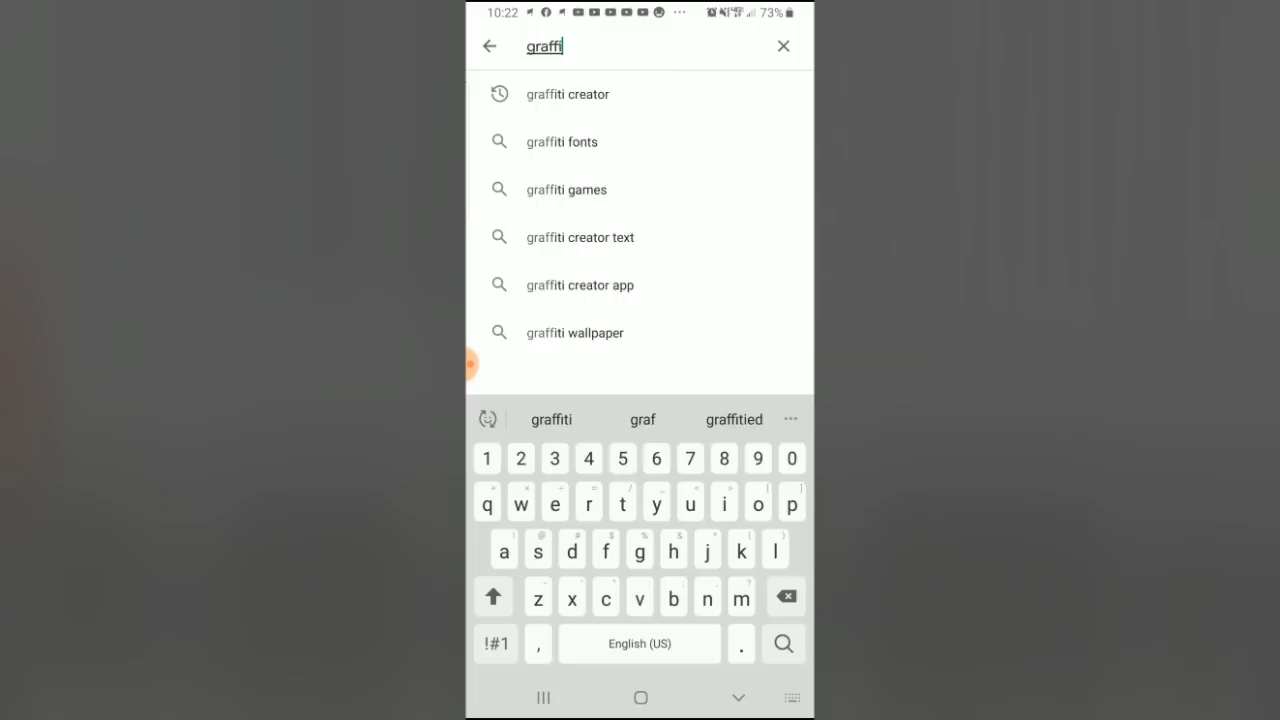 10:22 73%
graffi
graffiti creator
graffiti fonts
graffiti games
graffiti creator text
graffiti creator app
graffiti wallpaper
graffiti graf graffitied
1 2 3 4 5 6 7 8 9 0
q w e r t y u i o p
a s d f g h j k l
z x c v b n m
!#1 , English (US) .